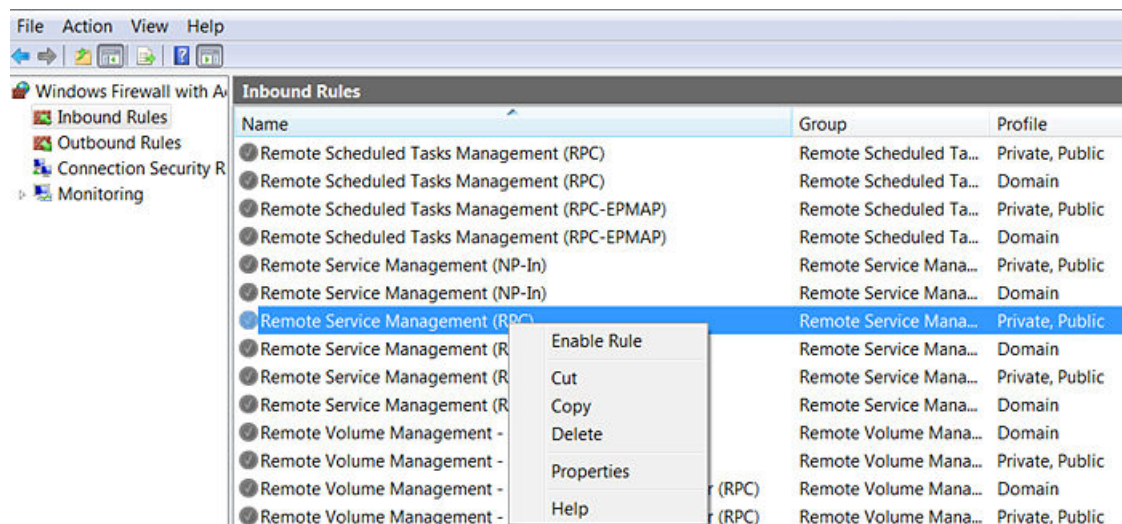 File Action View Help
Windows Firewall with A
Inbound Rules
Outbound Rules
Connection Security R
Monitoring
Inbound Rules
Name Group Profile
Remote Scheduled Tasks Management (RPC) Remote Scheduled Ta... Private, Public
Remote Scheduled Tasks Management (RPC) Remote Scheduled Ta... Domain
Remote Scheduled Tasks Management (RPC-EPMAP) Remote Scheduled Ta... Private, Public
Remote Scheduled Tasks Management (RPC-EPMAP) Remote Scheduled Ta... Domain
Remote Service Management (NP-In) Remote Service Mana... Private, Public
Remote Service Management (NP-In) Remote Service Mana... Domain
Remote Service Management (RPC) Remote Service Mana... Private, Public
Remote Service Management (R Remote Service Mana... Domain
Remote Service Management (R Remote Service Mana... Private, Public
Remote Service Management (R Remote Service Mana... Domain
Remote Volume Management - Remote Volume Mana... Domain
Remote Volume Management - Remote Volume Mana... Private, Public
Remote Volume Management - r (RPC) Remote Volume Mana... Domain
Remote Volume Management - r (RPC) Remote Volume Mana... Private, Public
Enable Rule
Cut
Copy
Delete
Properties
Help